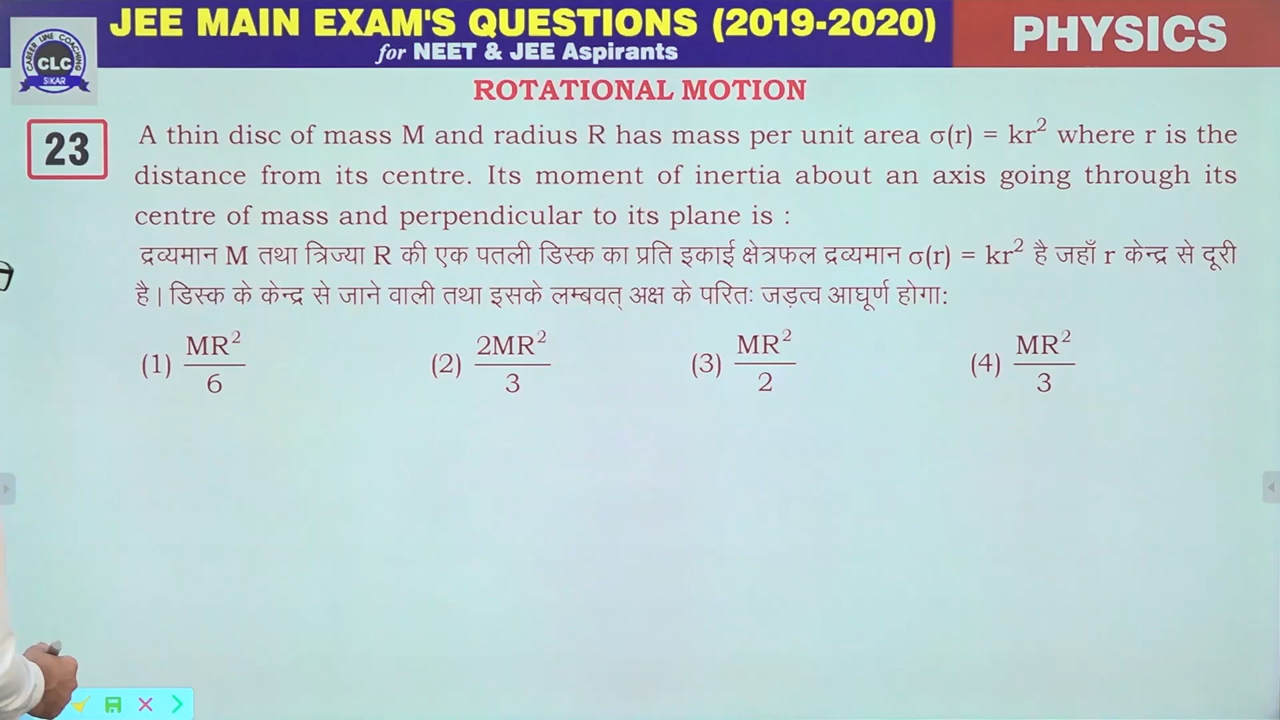 JEE MAIN EXAM'S QUESTIONS (2019-2020)
for NEET & JEE Aspirants
PHYSICS
CAREER LINE COACHING
CLC
SIKAR
ROTATIONAL MOTION
23
A thin disc of mass M and radius R has mass per unit area σ(r) = kr² where r is the
distance from its centre. Its moment of inertia about an axis going through its
centre of mass and perpendicular to its plane is :
द्रव्यमान M तथा त्रिज्या R की एक पतली डिस्क का प्रति इकाई क्षेत्रफल द्रव्यमान σ(r) = kr² है जहाँ r केन्द्र से दूरी
है। डिस्क के केन्द्र से जाने वाली तथा इसके लम्बवत् अक्ष के परितः जड़त्व आघूर्ण होगा:
(1) MR²/6 (2) 2MR²/3 (3) MR²/2 (4) MR²/3